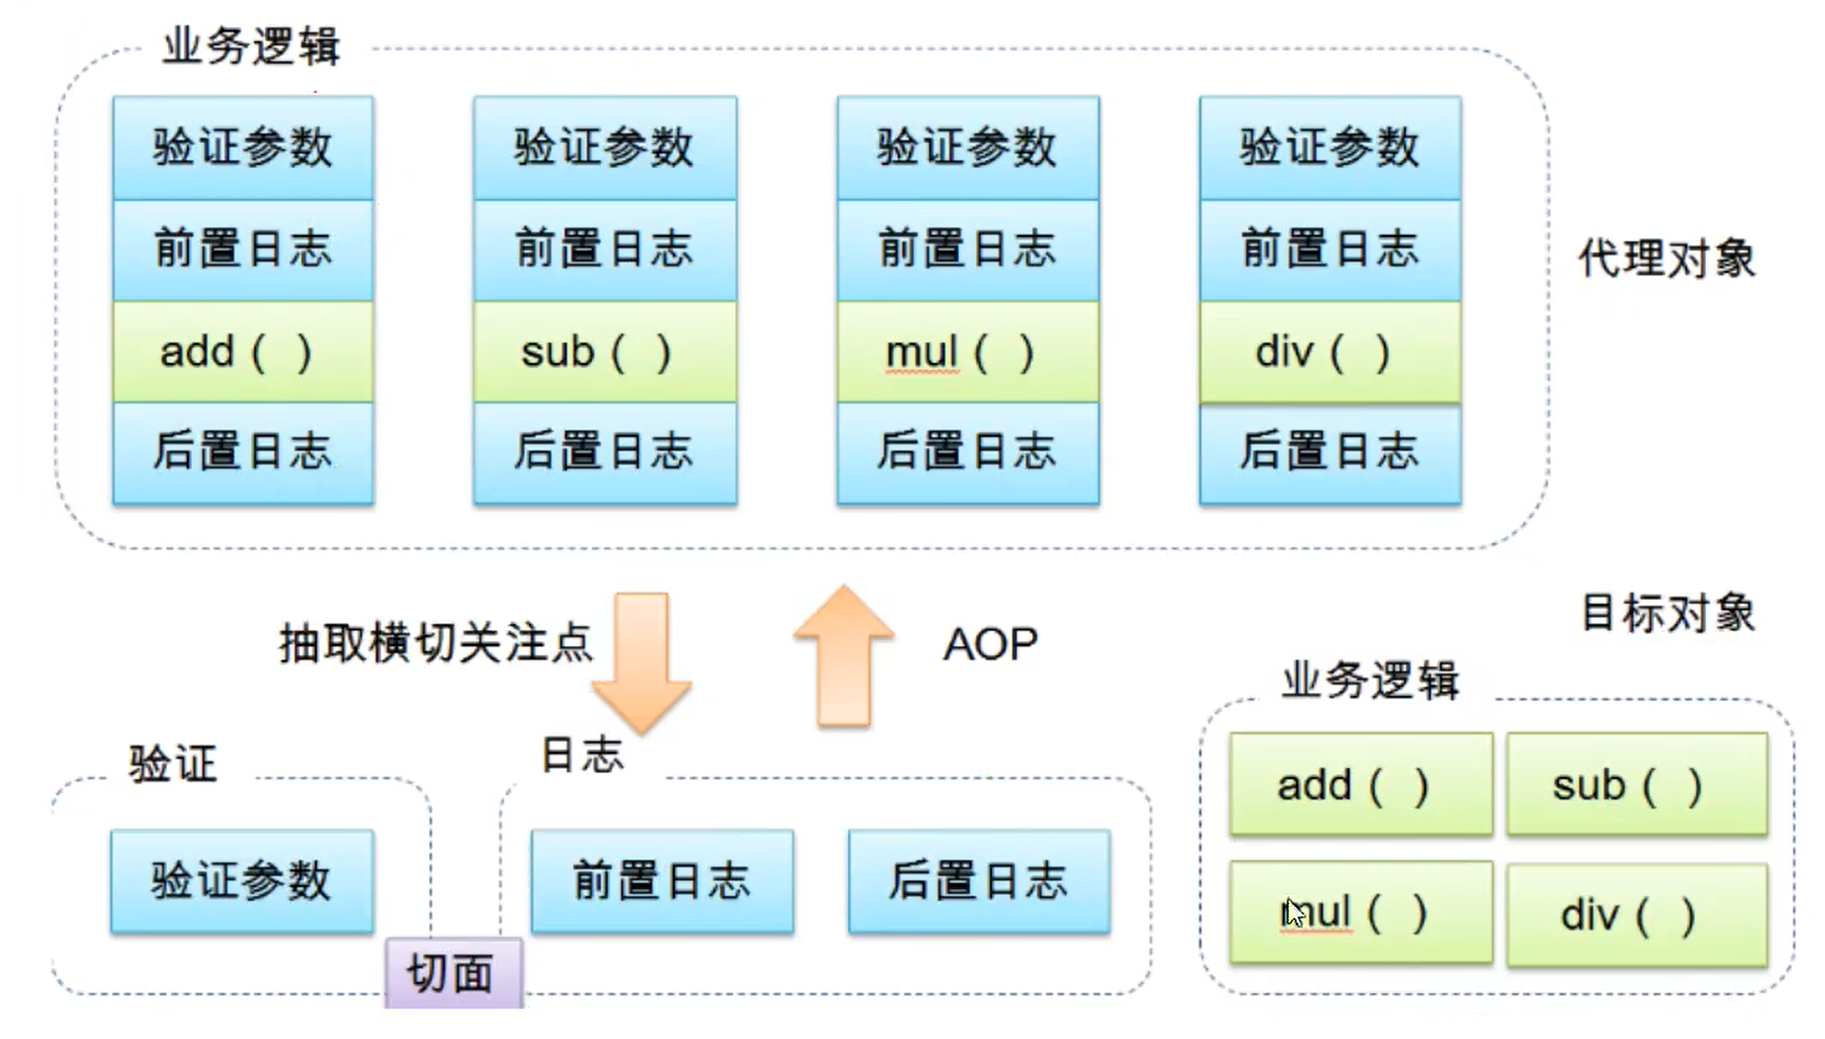 业务逻辑
验证参数 验证参数 验证参数 验证参数
前置日志 前置日志 前置日志 前置日志
代理对象
add ( ) sub ( ) mul ( ) div ( )
后置日志 后置日志 后置日志 后置日志
抽取横切关注点
AOP
目标对象
验证
日志
业务逻辑
验证参数
前置日志 后置日志
切面
add ( ) sub ( )
mul ( ) div ( )